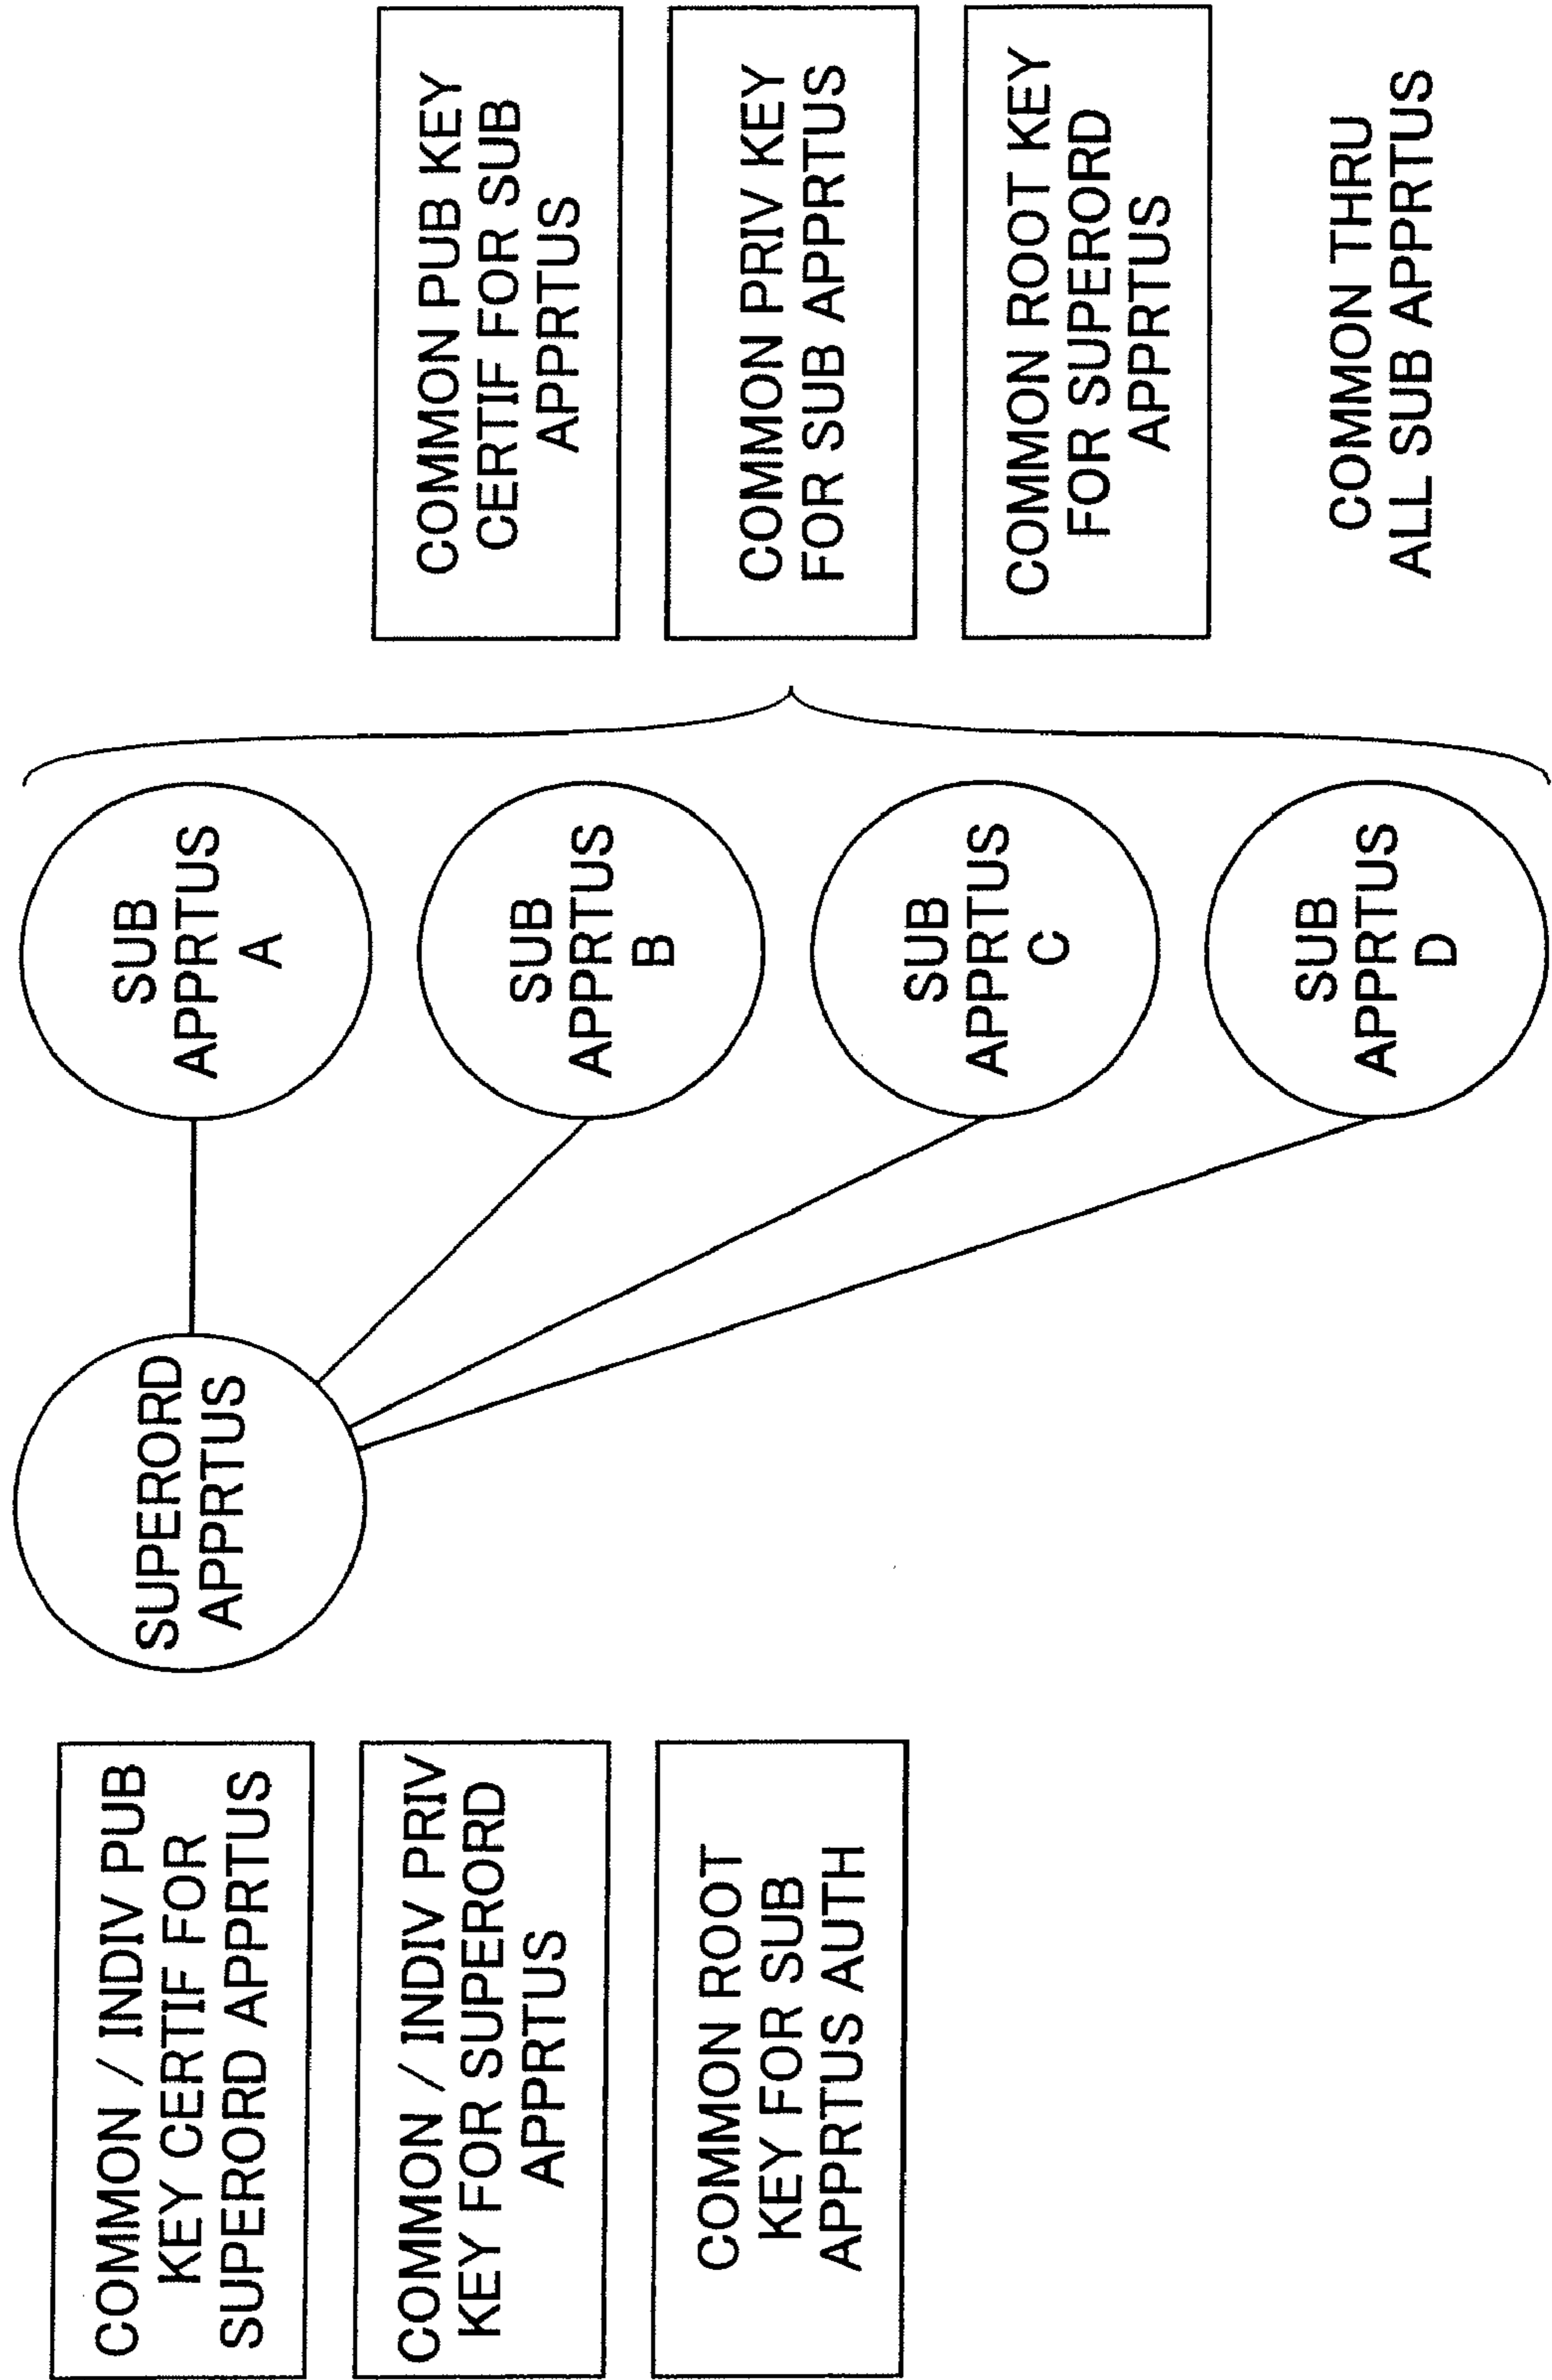 COMMON / INDIV PUB
KEY CERTIF FOR
SUPERORD APPRTUS
COMMON / INDIV PRIV
KEY FOR SUPERORD
APPRTUS
COMMON ROOT
KEY FOR SUB
APPRTUS AUTH
SUPERORD
APPRTUS
SUB
APPRTUS
A
SUB
APPRTUS
B
SUB
APPRTUS
C
SUB
APPRTUS
D
COMMON PUB KEY
CERTIF FOR SUB
APPRTUS
COMMON PRIV KEY
FOR SUB APPRTUS
COMMON ROOT KEY
FOR SUPERORD
APPRTUS
COMMON THRU
ALL SUB APPRTUS